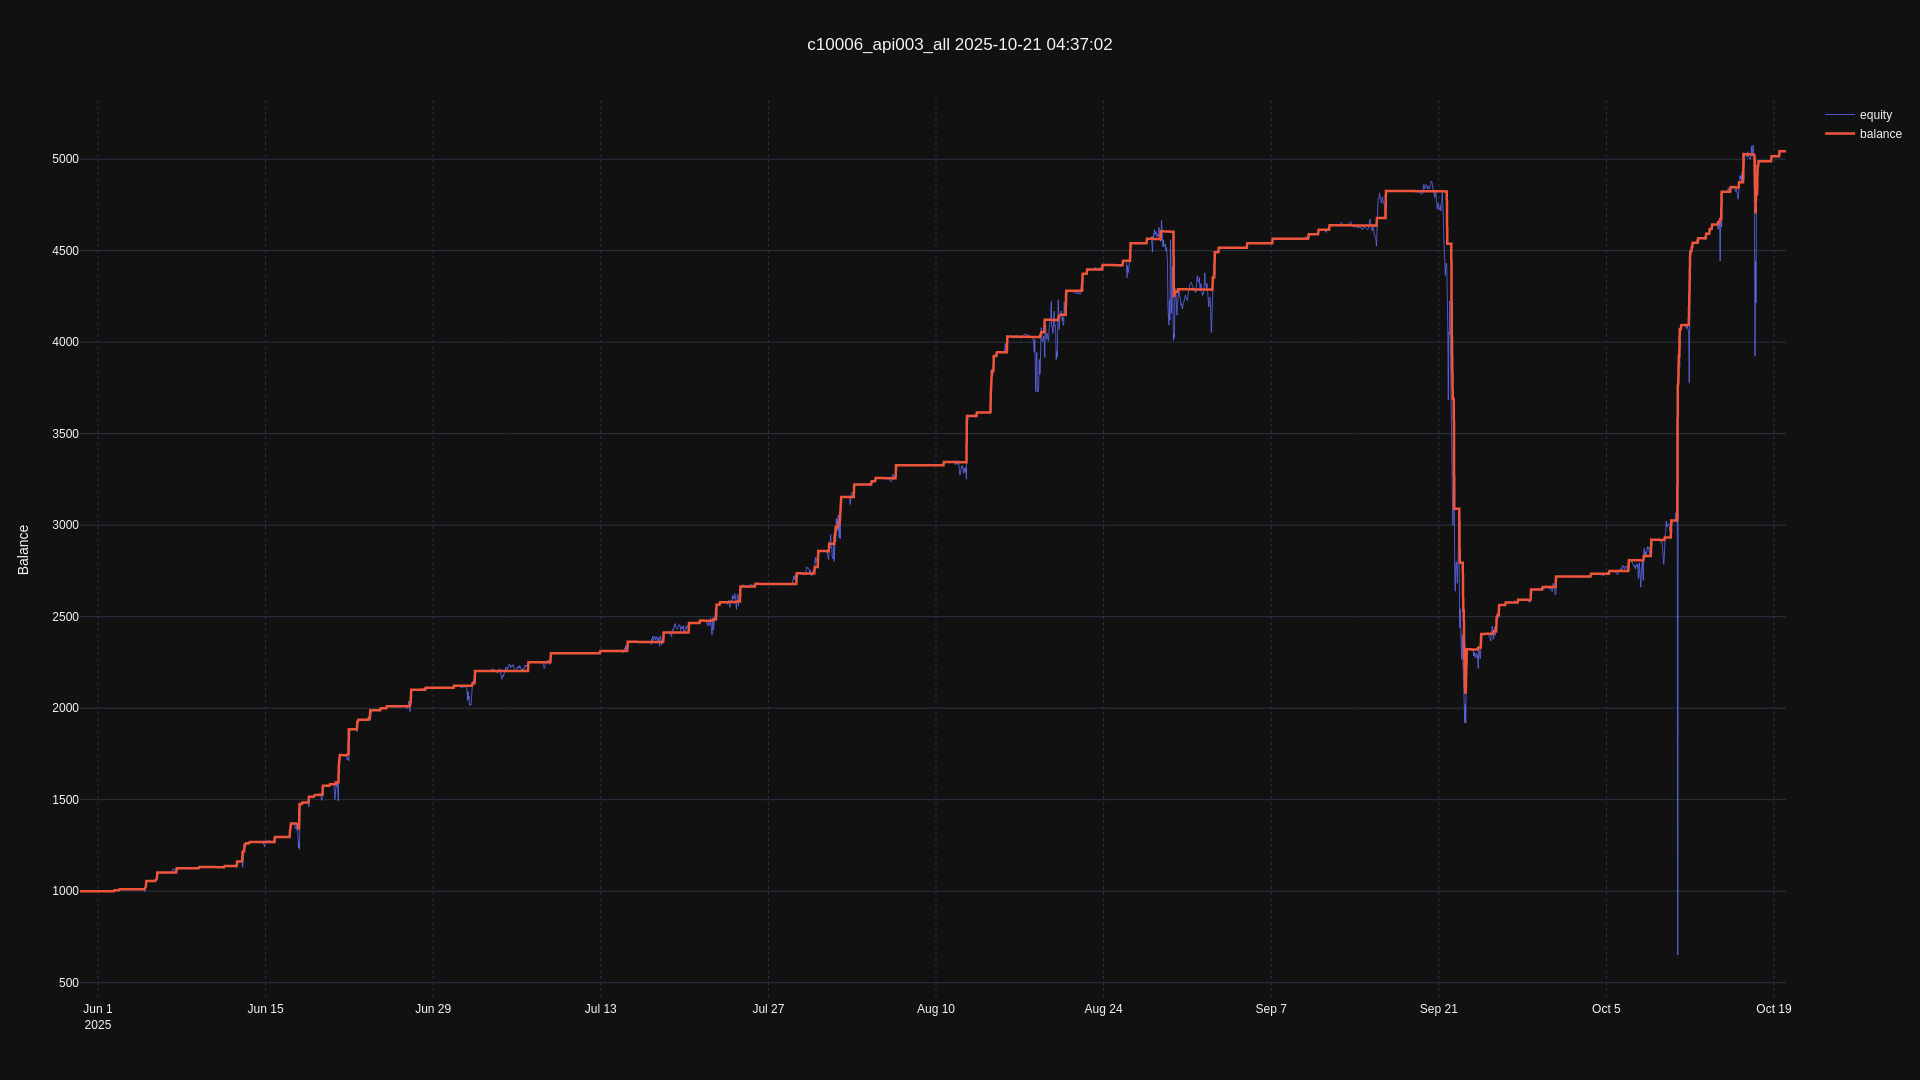 c10006_api003_all 2025-10-21 04:37:02
equity
balance
Balance
5000
4500
4000
3500
3000
2500
2000
1500
1000
500
Jun 1
2025
Jun 15
Jun 29
Jul 13
Jul 27
Aug 10
Aug 24
Sep 7
Sep 21
Oct 5
Oct 19